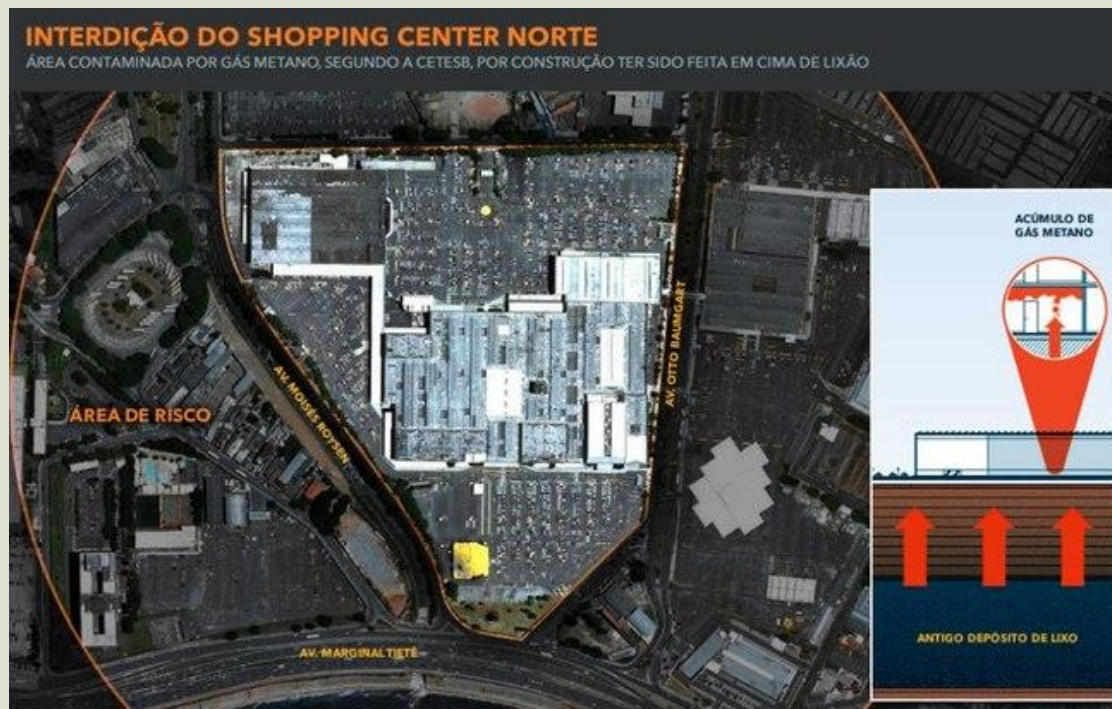 INTERDIÇÃO DO SHOPPING CENTER NORTE
ÁREA CONTAMINADA POR GÁS METANO, SEGUNDO A CETESB, POR CONSTRUÇÃO TER SIDO FEITA EM CIMA DE LIXÃO
ACÚMULO DE
GÁS METANO
AV. OTTO BAUMGART
AV. MOISÉS ROYSEN
ÁREA DE RISCO
ANTIGO DEPÓSITO DE LIXO
AV. MARGINAL TIETÊ